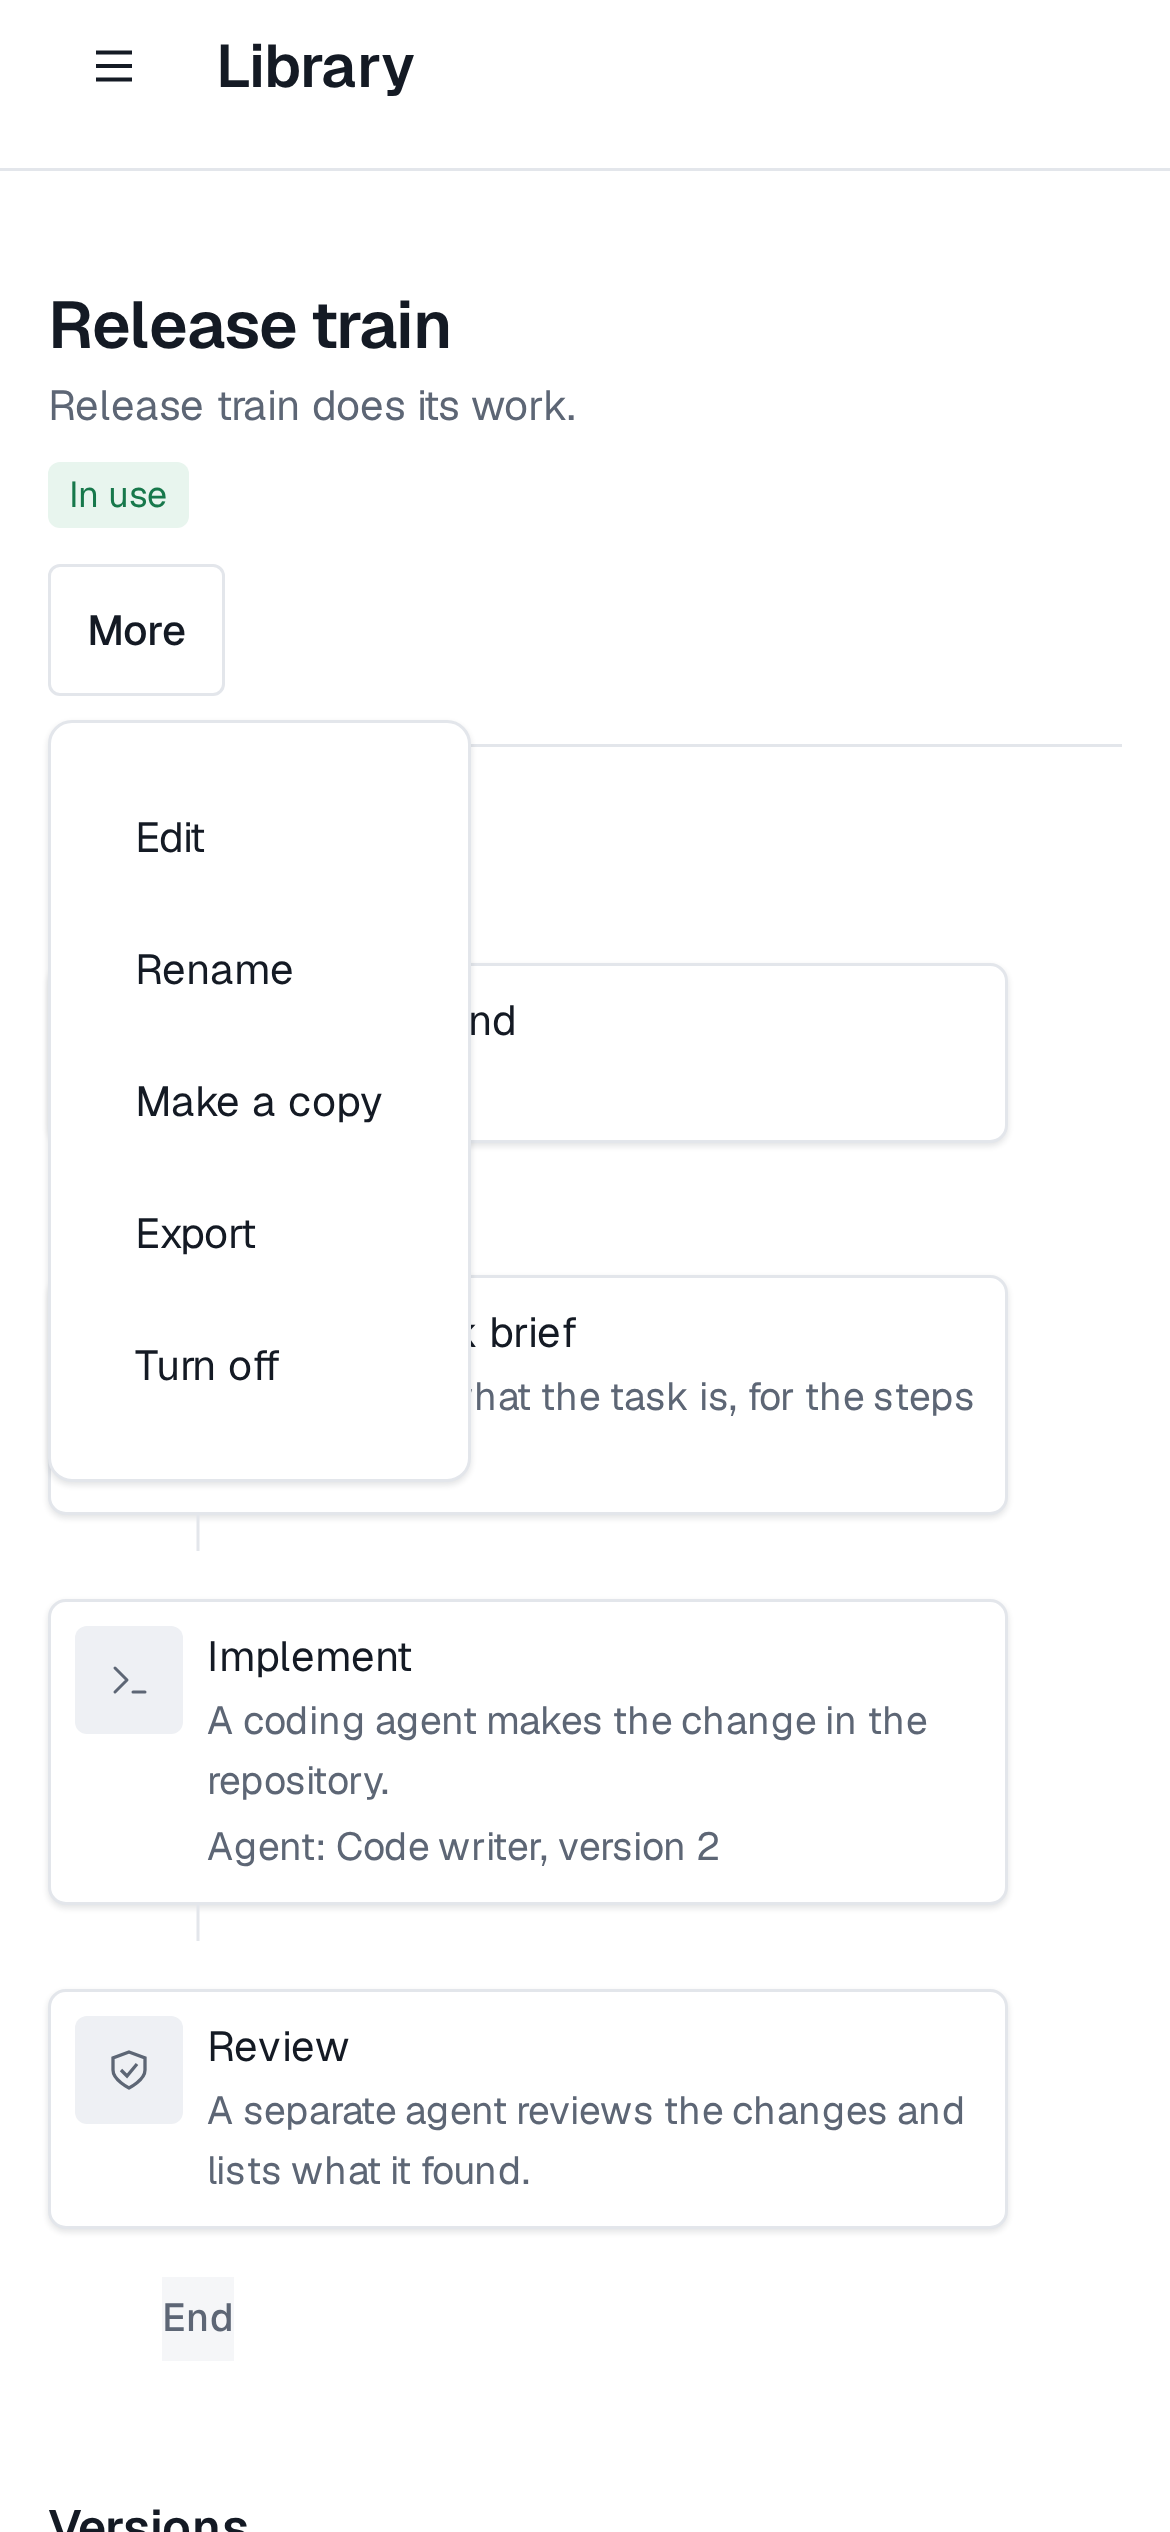 Library
Release train
Release train does its work.
In use
More
Edit
Rename
nd
Make a copy
Export
brief
Turn off
hat the task is, for the steps
Implement
A coding agent makes the change in the
repository.
Agent: Code writer, version 2
Review
A separate agent reviews the changes and
lists what it found.
End
Versions